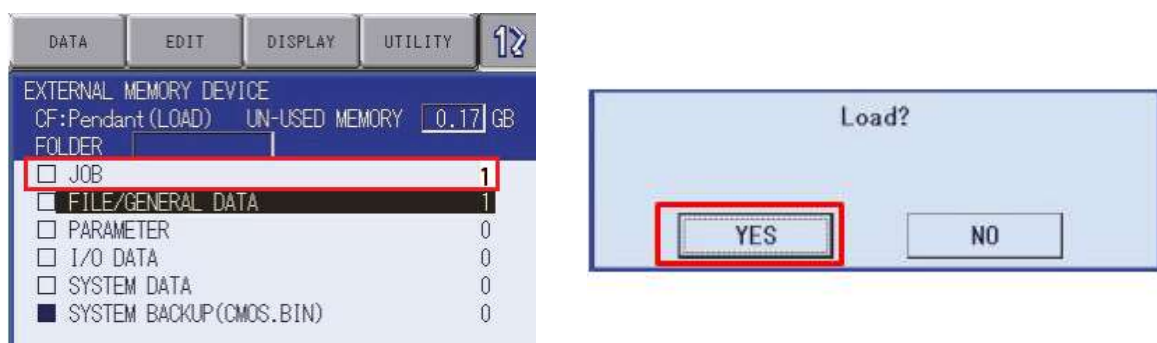 DATA EDIT DISPLAY UTILITY
EXTERNAL MEMORY DEVICE
CF:Pendant(LOAD) UN-USED MEMORY 0.17 GB
FOLDER
JOB 1
FILE/GENERAL DATA 1
PARAMETER 0
I/O DATA 0
SYSTEM DATA 0
SYSTEM BACKUP(CMOS.BIN) 0
Load?
YES NO